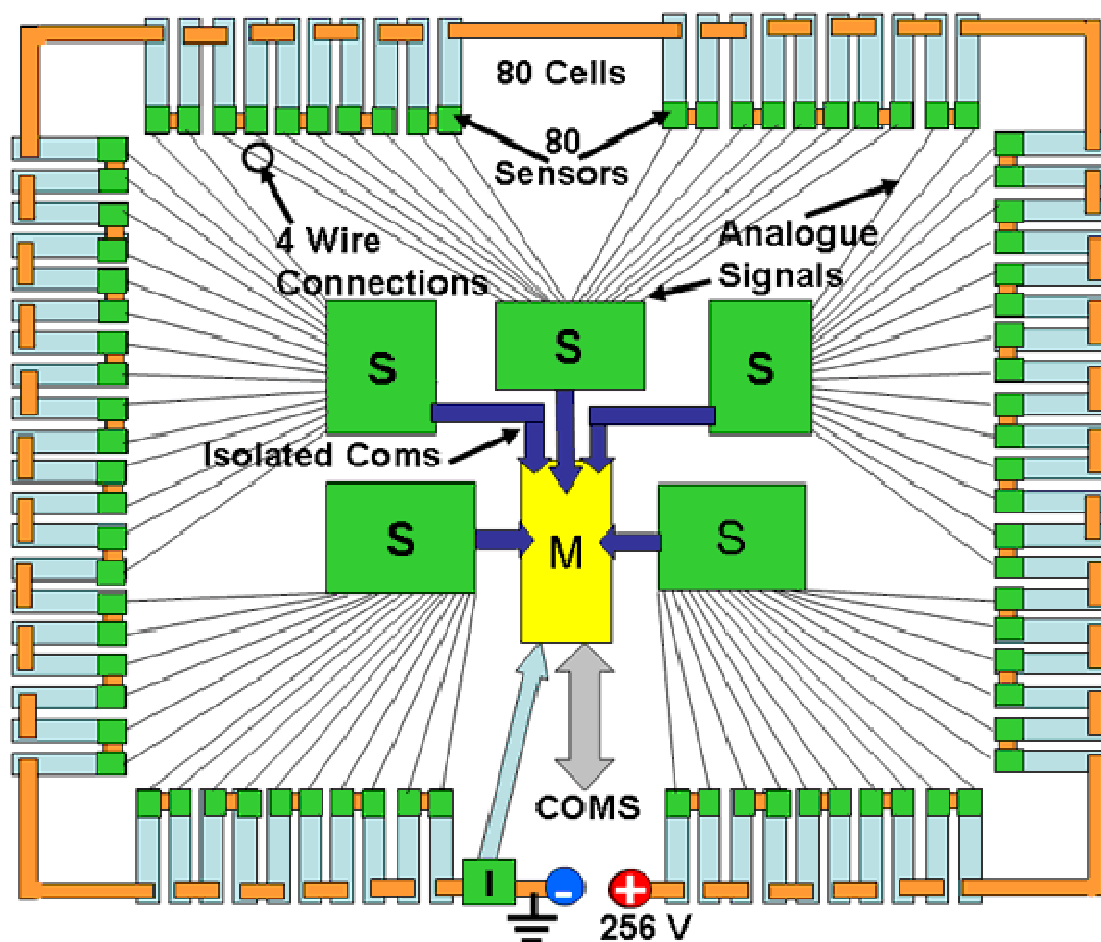 80 Cells
80
Sensors
4 Wire
Connections
Analogue
Signals
S
S
S
Isolated Coms
S
M
S
COMS
I
-
+
256 V